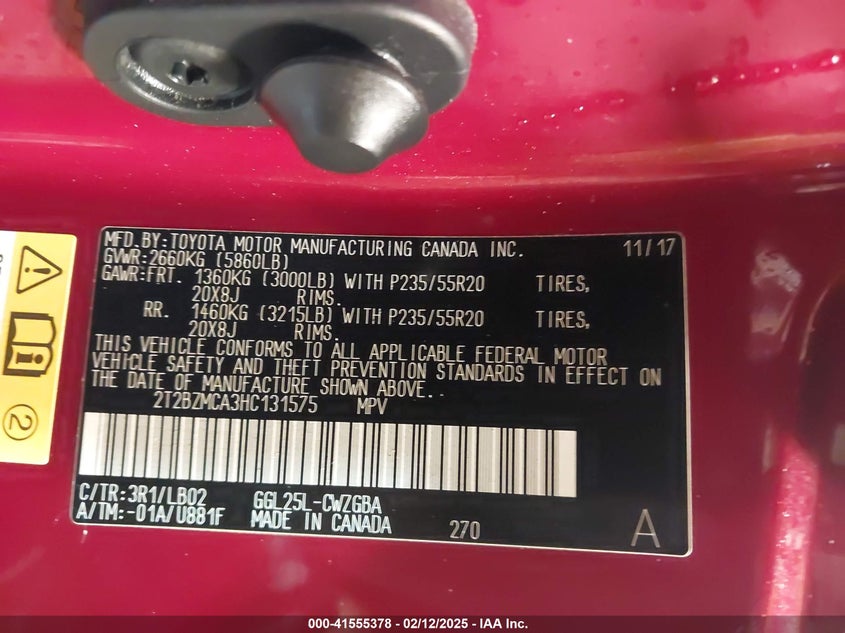 MFD.BY:TOYOTA MOTOR MANUFACTURING CANADA INC. 11/17
GVWR:2660KG (5860LB)
GAWR:FRT. 1360KG (3000LB) WITH P235/55R20 TIRES,
20X8J RIMS.
RR. 1460KG (3215LB) WITH P235/55R20 TIRES,
20X8J RIMS.
THIS VEHICLE CONFORMS TO ALL APPLICABLE FEDERAL MOTOR
VEHICLE SAFETY AND THEFT PREVENTION STANDARDS IN EFFECT ON
THE DATE OF MANUFACTURE SHOWN ABOVE.
2T2BZMCA3HC131575 MPV
C/TR:3R1/LB02 GGL25L-CWZGBA
A/TM:-01A/U881F MADE IN CANADA 270 A
2
000-41555378 - 02/12/2025 - IAA Inc.